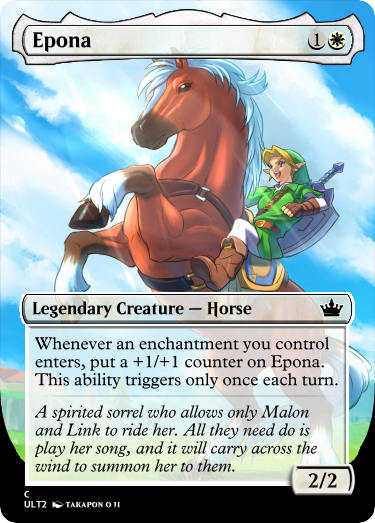 Epona 1
Legendary Creature — Horse
Whenever an enchantment you control
enters, put a +1/+1 counter on Epona.
This ability triggers only once each turn.
A spirited sorrel who allows only Malon
and Link to ride her. All they need do is
play her song, and it will carry across the
wind to summon her to them.
2/2
C
ULT2 TAKAPON O JI